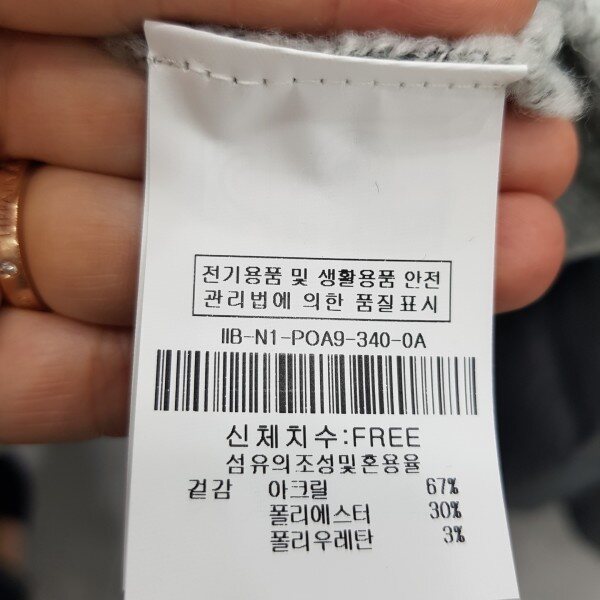 전기용품 및 생활용품 안전
관리법에 의한 품질표시
IIB-N1-POA9-340-0A
신체치수:FREE
섬유의조성및혼용율
겉감 아크릴 67%
폴리에스터 30%
폴리우레탄 3%